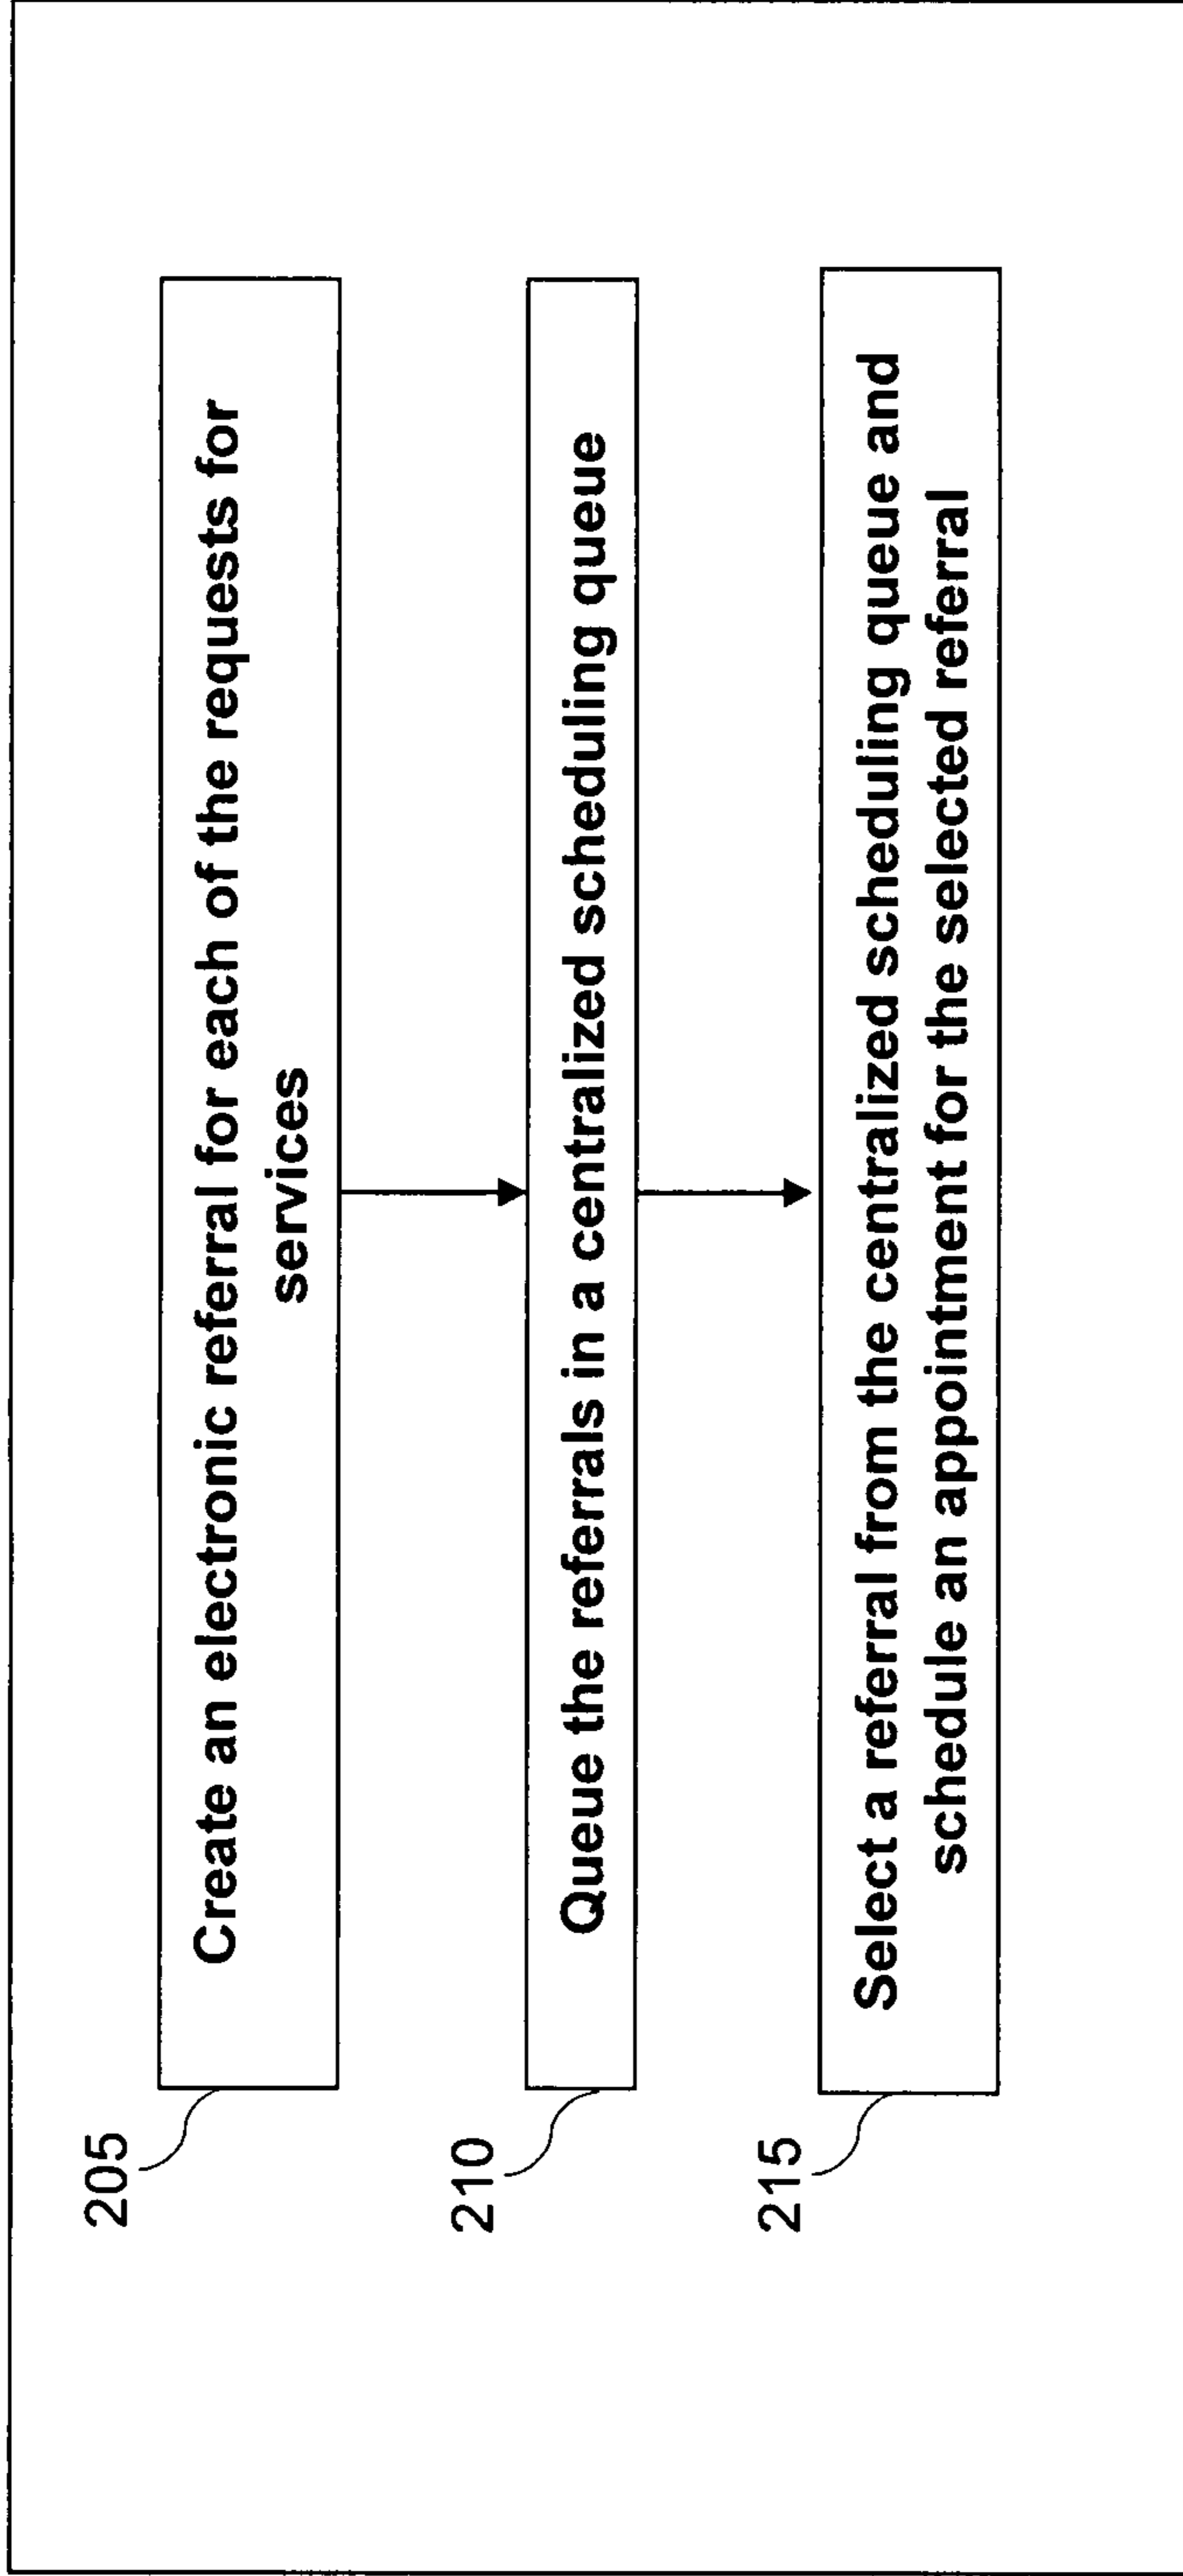 205
Create an electronic referral for each of the requests for
services
210
Queue the referrals in a centralized scheduling queue
215
Select a referral from the centralized scheduling queue and
schedule an appointment for the selected referral